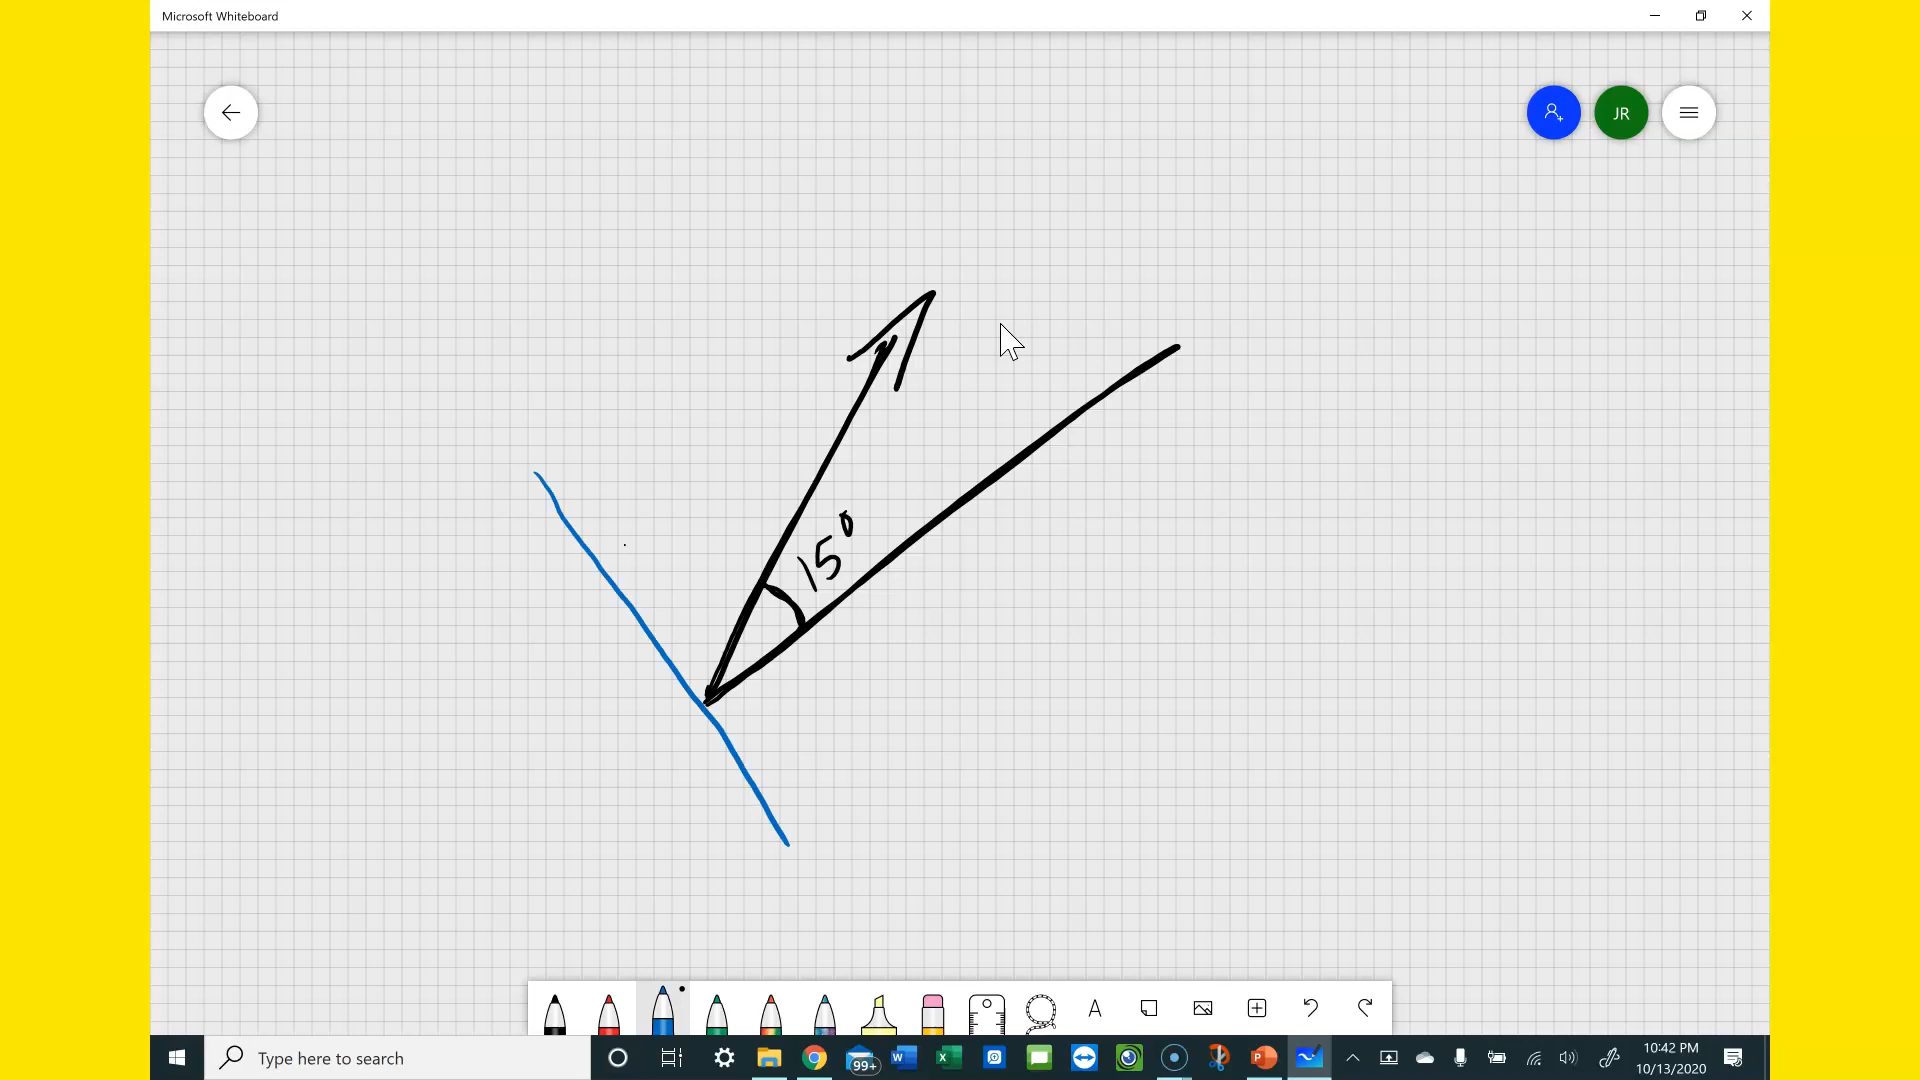 Microsoft Whiteboard
JR
15°
A
Type here to search
99+
10:42 PM
10/13/2020